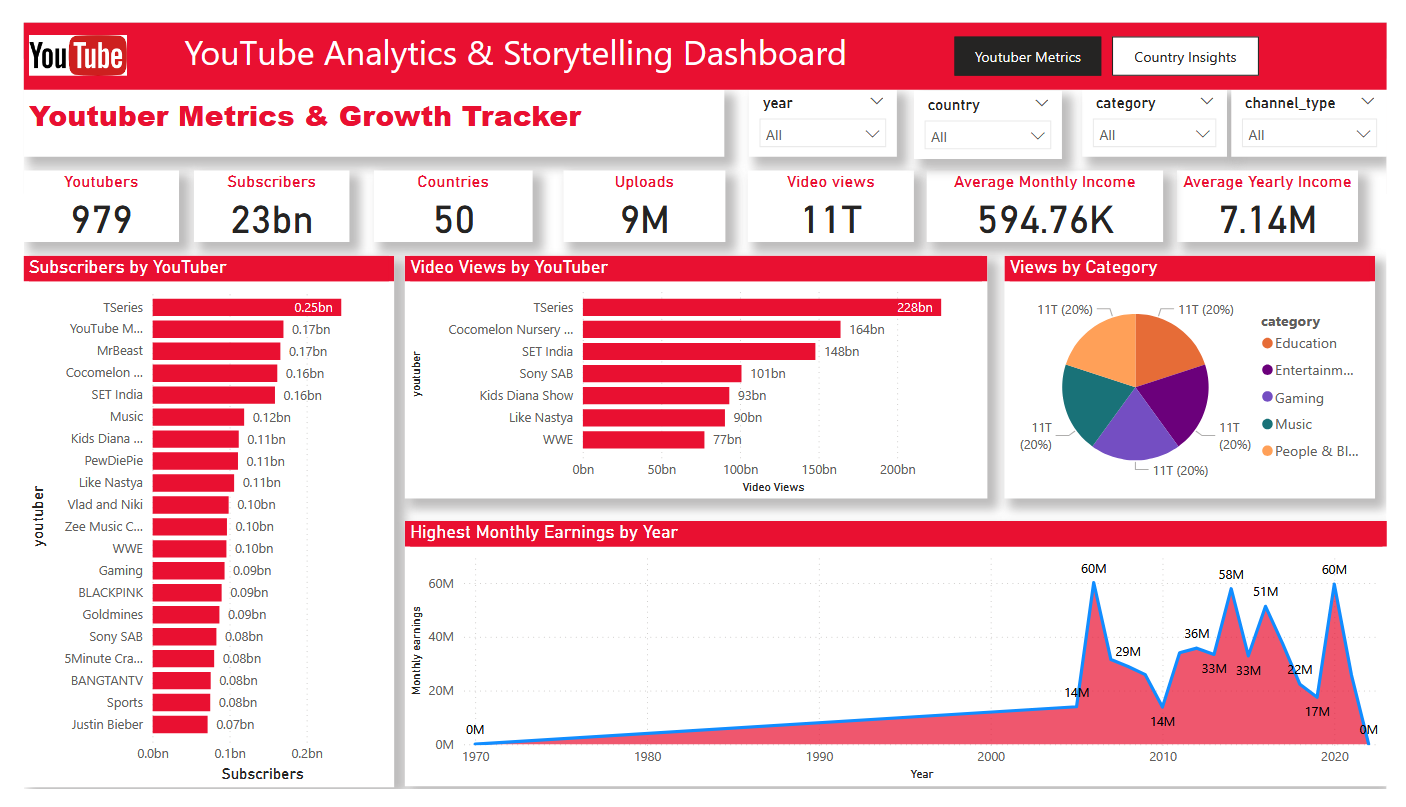 YouTube
YouTube Analytics & Storytelling Dashboard
Youtuber Metrics
Country Insights
Youtuber Metrics & Growth Tracker
year
All
country
All
category
All
channel_type
All
Youtubers
979
Subscribers
23bn
Countries
50
Uploads
9M
Video views
11T
Average Monthly Income
594.76K
Average Yearly Income
7.14M
Subscribers by YouTuber
youtuber
TSeries 0.25bn
YouTube M... 0.17bn
MrBeast 0.17bn
Cocomelon ... 0.16bn
SET India 0.16bn
Music 0.12bn
Kids Diana ... 0.11bn
PewDiePie 0.11bn
Like Nastya 0.11bn
Vlad and Niki 0.10bn
Zee Music C... 0.10bn
WWE 0.10bn
Gaming 0.09bn
BLACKPINK 0.09bn
Goldmines 0.09bn
Sony SAB 0.08bn
5Minute Cra... 0.08bn
BANGTANTV 0.08bn
Sports 0.08bn
Justin Bieber 0.07bn
0.0bn 0.1bn 0.2bn
Subscribers
Video Views by YouTuber
youtuber
TSeries 228bn
Cocomelon Nursery ... 164bn
SET India 148bn
Sony SAB 101bn
Kids Diana Show 93bn
Like Nastya 90bn
WWE 77bn
0bn 50bn 100bn 150bn 200bn
Video Views
Views by Category
11T (20%)
11T (20%)
11T
(20%)
11T
(20%)
11T (20%)
category
Education
Entertainm...
Gaming
Music
People & Bl...
Highest Monthly Earnings by Year
Monthly earnings
60M
40M
20M
0M
0M
14M
60M
29M
14M
36M
33M
58M
33M
51M
22M
17M
60M
0M
1970 1980 1990 2000 2010 2020
Year